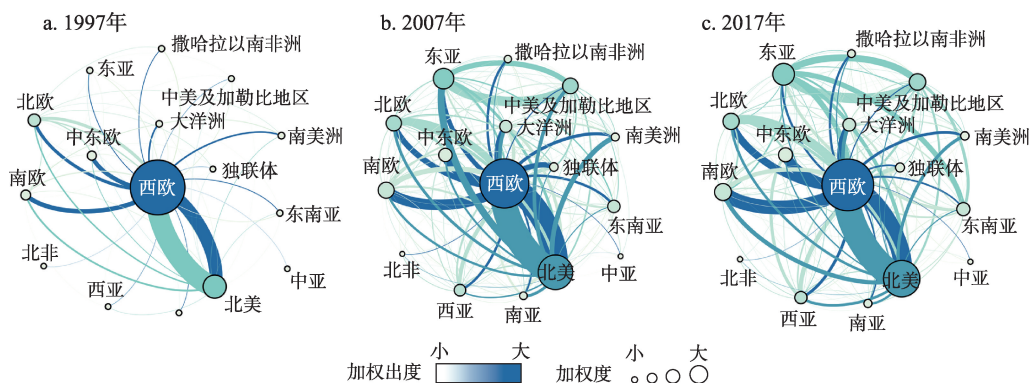 a. 1997年
撒哈拉以南非洲
东亚
北欧
中美及加勒比地区
大洋洲
中东欧
南美洲
独联体
西欧
南欧
东南亚
北非
中亚
西亚
北美
b. 2007年
撒哈拉以南非洲
东亚
北欧
中美及加勒比地区
大洋洲
中东欧
南美洲
独联体
西欧
南欧
东南亚
北非
中亚
北美
西亚
南亚
c. 2017年
撒哈拉以南非洲
东亚
北欧
中美及加勒比地区
大洋洲
中东欧
南美洲
独联体
西欧
南欧
东南亚
北非
中亚
北美
西亚
南亚
小 大
加权出度
小 大
加权度